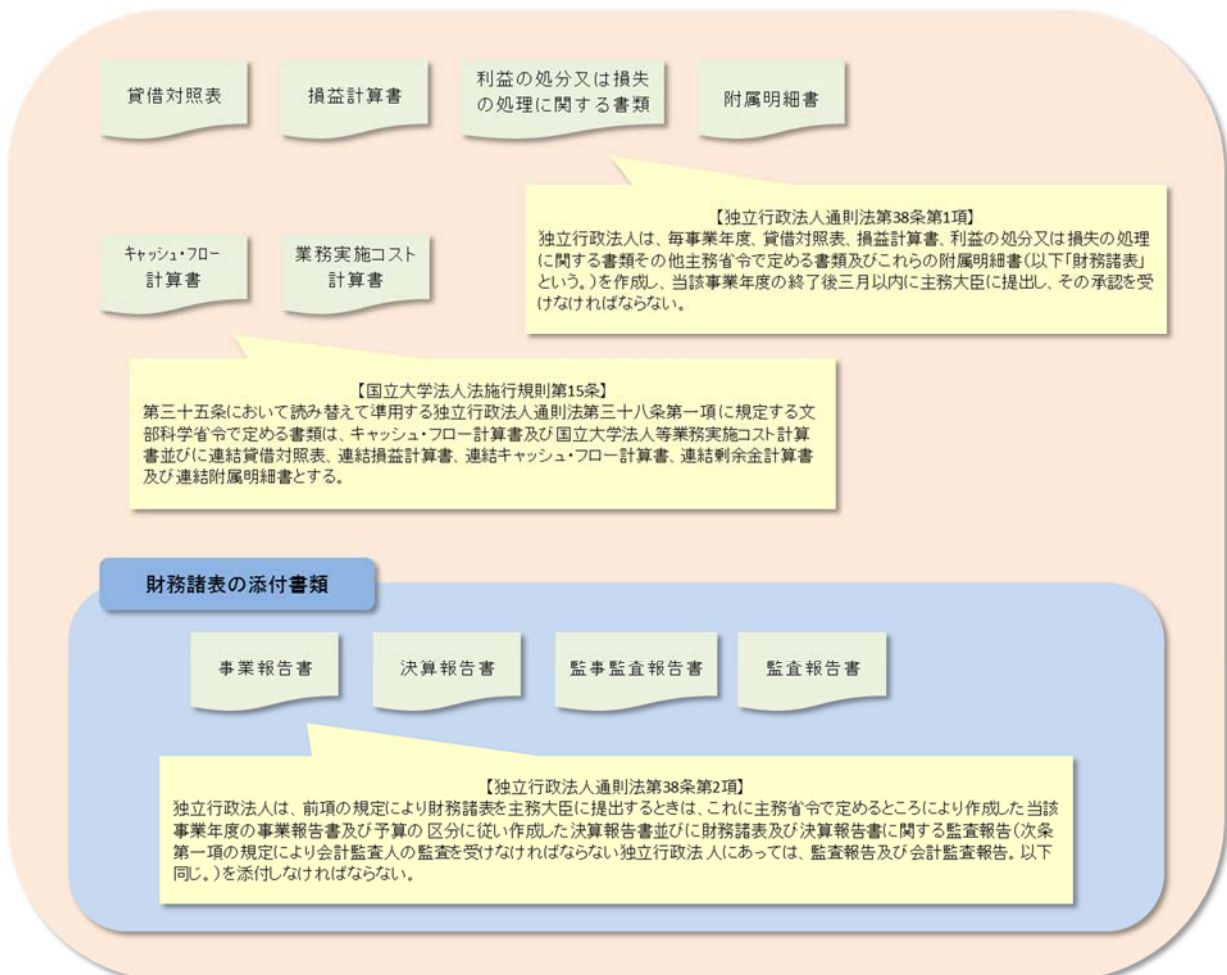 貸借対照表
損益計算書
利益の処分又は損失
の処理に関する書類
附属明細書
【独立行政法人通則法第38条第1項】
独立行政法人は、毎事業年度、貸借対照表、損益計算書、利益の処分又は損失の処理
に関する書類その他主務省令で定める書類及びこれらの附属明細書(以下「財務諸表」
という。)を作成し、当該事業年度の終了後三月以内に主務大臣に提出し、その承認を受
けなければならない。
キャッシュ・フロー
計算書
業務実施コスト
計算書
【国立大学法人法施行規則第15条】
第三十五条において読み替えて準用する独立行政法人通則法第三十八条第一項に規定する文
部科学省令で定める書類は、キャッシュ・フロー計算書及び国立大学法人等業務実施コスト計算
書並びに連結貸借対照表、連結損益計算書、連結キャッシュ・フロー計算書、連結剰余金計算書
及び連結附属明細書とする。
財務諸表の添付書類
事業報告書
決算報告書
監事監査報告書
監査報告書
【独立行政法人通則法第38条第2項】
独立行政法人は、前項の規定により財務諸表を主務大臣に提出するときは、これに主務省令で定めるところにより作成した当該
事業年度の事業報告書及び予算の区分に従い作成した決算報告書並びに財務諸表及び決算報告書に関する監査報告(次条
第一項の規定により会計監査人の監査を受けなければならない独立行政法人にあっては、監査報告及び会計監査報告。以下
同じ。)を添付しなければならない。